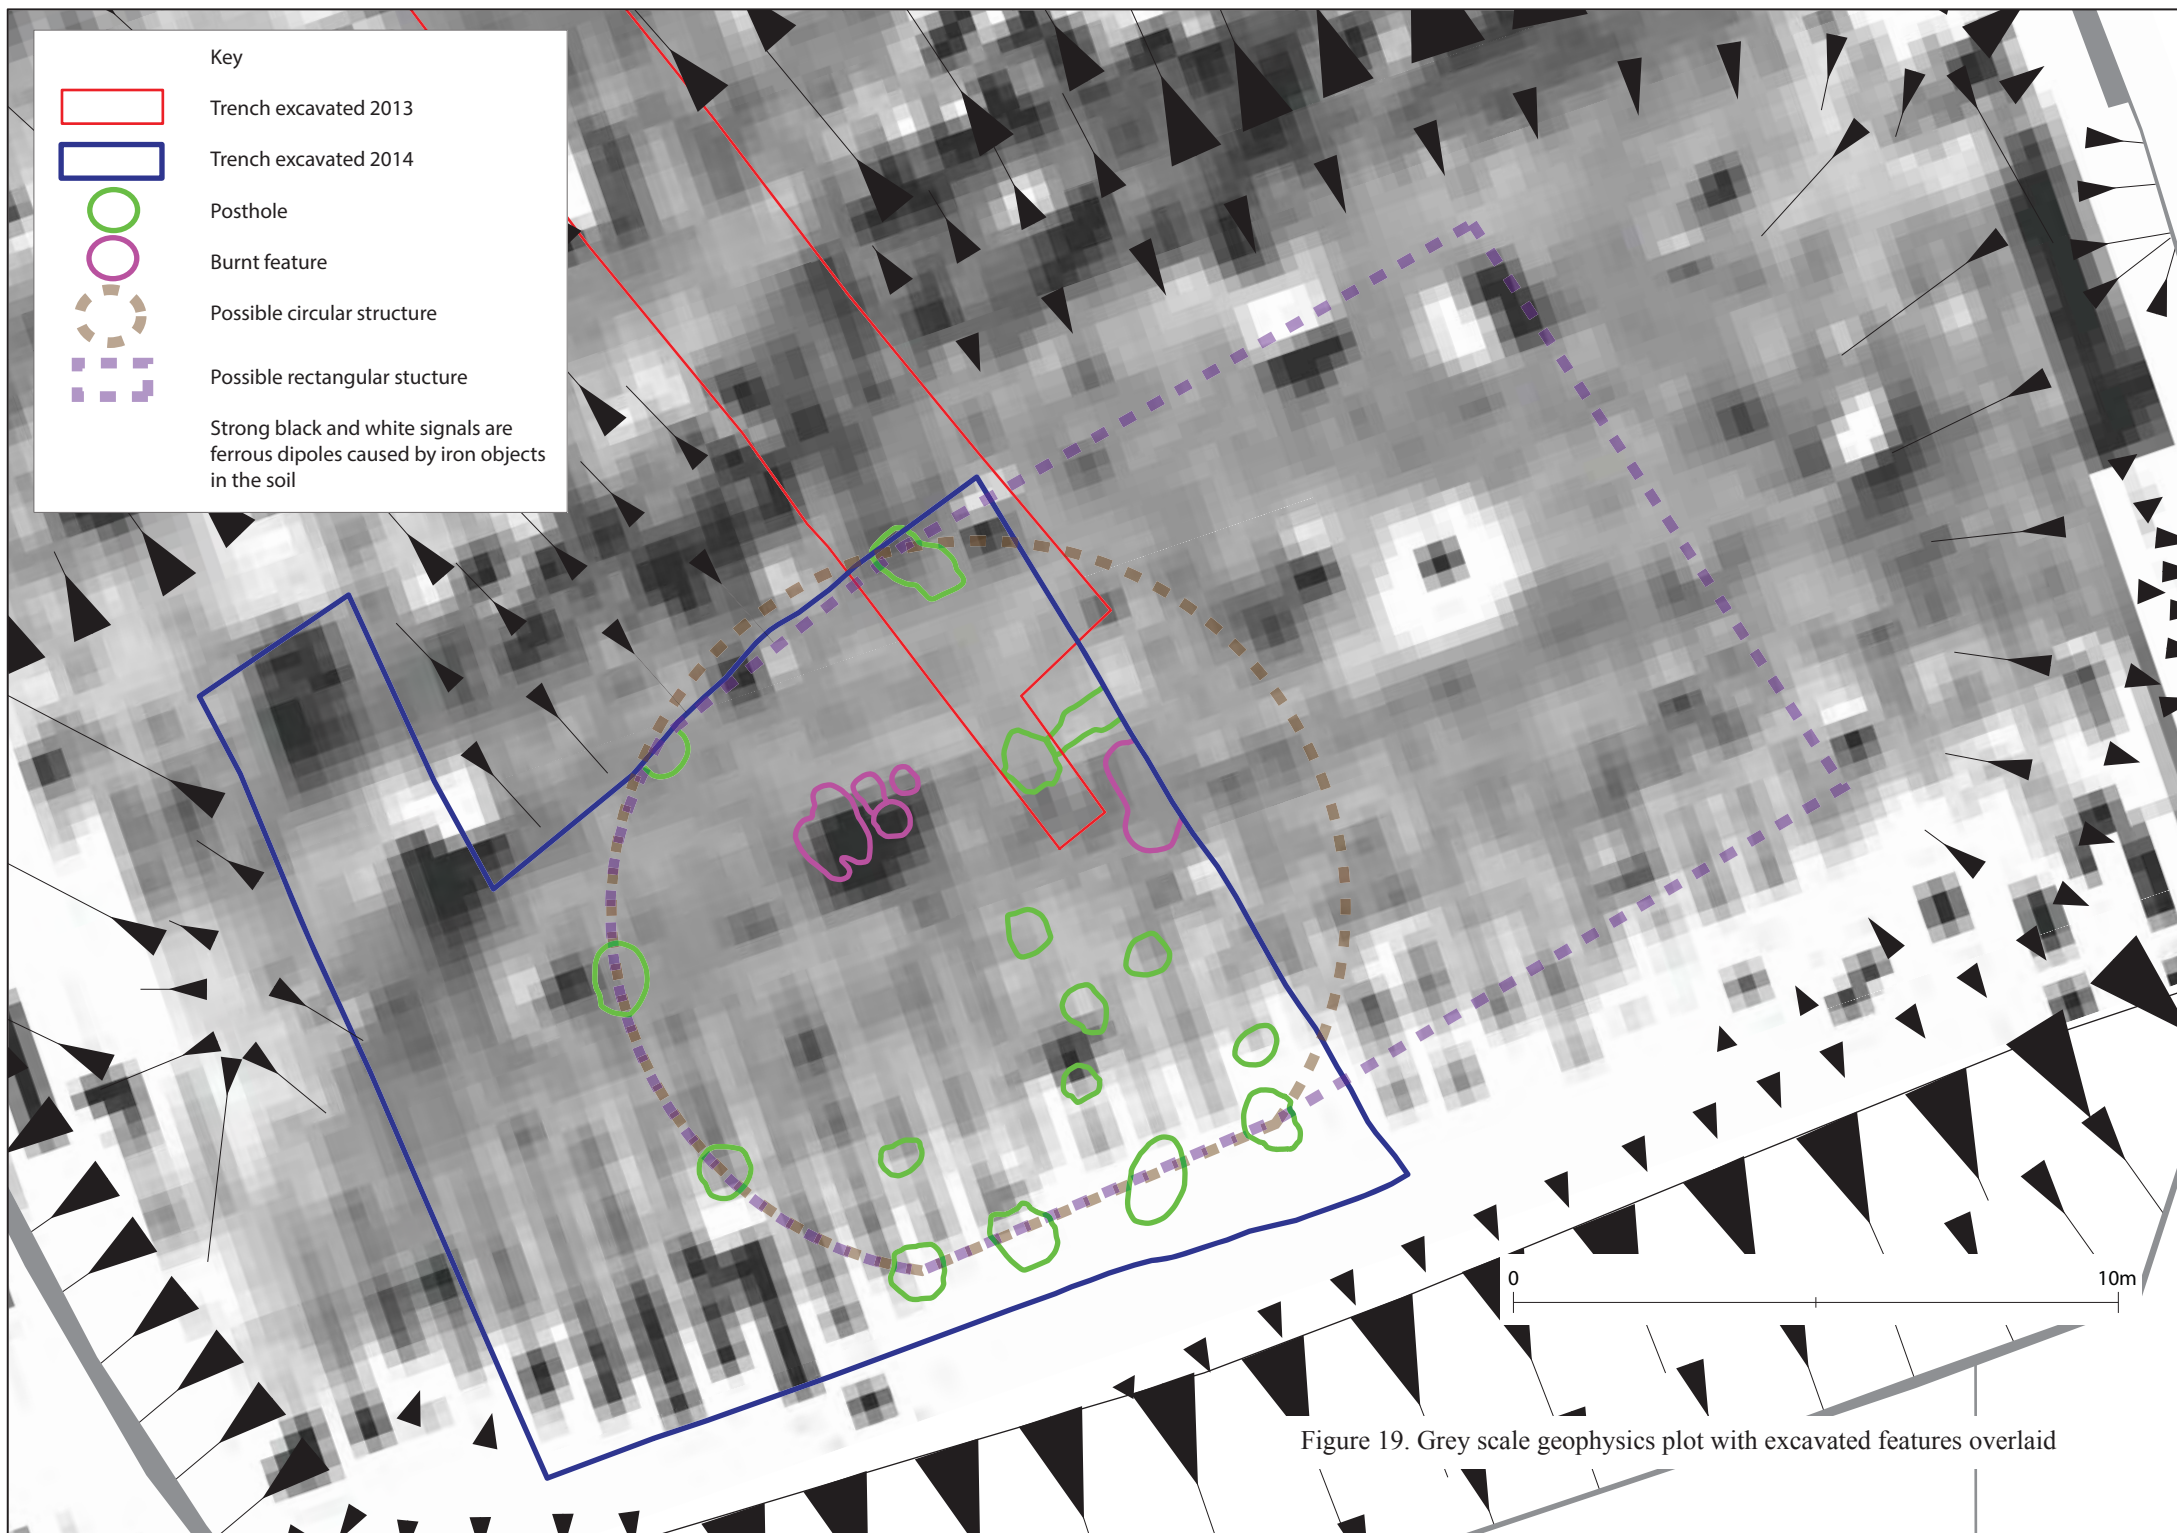 Key
Trench excavated 2013
Trench excavated 2014
Posthole
Burnt feature
Possible circular structure
Possible rectangular stucture
Strong black and white signals are
ferrous dipoles caused by iron objects
in the soil
0 10m
Figure 19. Grey scale geophysics plot with excavated features overlaid